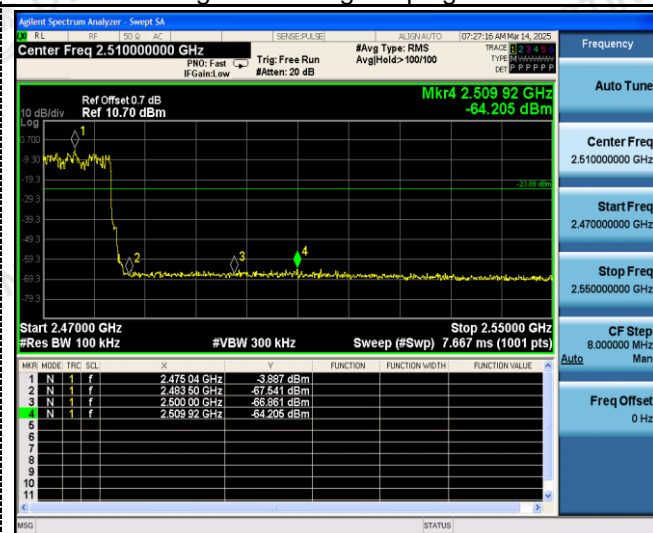 Agilent Spectrum Analyzer - Swept SA
RL RF 50 Ω AC SENSE:PULSE ALIGN AUTO 07:27:16 AM Mar 14, 2025
Center Freq 2.510000000 GHz
PNO: Fast
IFGain:Low
Trig: Free Run
#Atten: 20 dB
#Avg Type: RMS
Avg|Hold:>100/100
TRACE 1 2 3 4 5 6
TYPE
DET P P P P P P
Ref Offset 0.7 dB
10 dB/div Ref 10.70 dBm
Mkr4 2.509 92 GHz
-64.205 dBm
Log
0.700
-9.30
-19.3
-29.3
-39.3
-49.3
-59.3
-69.3
-79.3
-23.89 dBm
1
2
3
4
Start 2.47000 GHz Stop 2.55000 GHz
#Res BW 100 kHz #VBW 300 kHz Sweep (#Swp) 7.667 ms (1001 pts)
MKR MODE TRC SCL X Y FUNCTION FUNCTION WIDTH FUNCTION VALUE
1 N 1 f 2.475 04 GHz -3.887 dBm
2 N 1 f 2.483 50 GHz -67.541 dBm
3 N 1 f 2.500 00 GHz -66.861 dBm
4 N 1 f 2.509 92 GHz -64.205 dBm
5
6
7
8
9
10
11
MSG STATUS
Frequency
Auto Tune
Center Freq
2.510000000 GHz
Start Freq
2.470000000 GHz
Stop Freq
2.550000000 GHz
CF Step
8.000000 MHz
Auto Man
Freq Offset
0 Hz